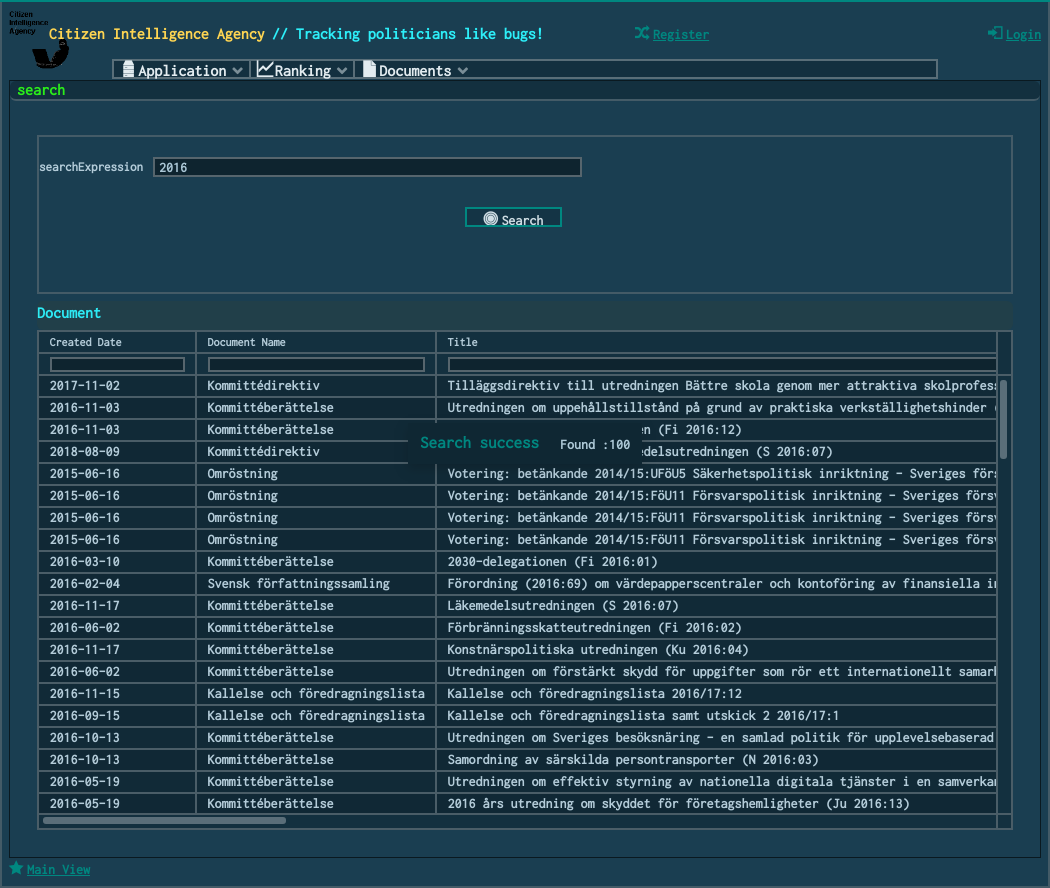 Citizen
Intelligence
Agency
Citizen Intelligence Agency // Tracking politicians like bugs!
Register
Login
Application
Ranking
Documents
search
searchExpression 2016
Search
Document
Created Date Document Name Title
2017-11-02 Kommittédirektiv Tilläggsdirektiv till utredningen Bättre skola genom mer attraktiva skolprofess
2016-11-03 Kommittéberättelse Utredningen om uppehållstillstånd på grund av praktiska verkställighetshinder
2016-11-03 Kommittéberättelse en (Fi 2016:12)
Search success Found :100
2018-08-09 Kommittédirektiv edelsutredningen (S 2016:07)
2015-06-16 Omröstning Votering: betänkande 2014/15:UFöU5 Säkerhetspolitisk inriktning – Sveriges förs
2015-06-16 Omröstning Votering: betänkande 2014/15:FöU11 Försvarspolitisk inriktning – Sveriges försv
2015-06-16 Omröstning Votering: betänkande 2014/15:FöU11 Försvarspolitisk inriktning – Sveriges försv
2015-06-16 Omröstning Votering: betänkande 2014/15:FöU11 Försvarspolitisk inriktning – Sveriges försv
2016-03-10 Kommittéberättelse 2030-delegationen (Fi 2016:01)
2016-02-04 Svensk författningssamling Förordning (2016:69) om värdepapperscentraler och kontoföring av finansiella in
2016-11-17 Kommittéberättelse Läkemedelsutredningen (S 2016:07)
2016-06-02 Kommittéberättelse Förbränningsskatteutredningen (Fi 2016:02)
2016-11-17 Kommittéberättelse Konstnärspolitiska utredningen (Ku 2016:04)
2016-06-02 Kommittéberättelse Utredningen om förstärkt skydd för uppgifter som rör ett internationellt samark
2016-11-15 Kallelse och föredragningslista Kallelse och föredragningslista 2016/17:12
2016-09-15 Kallelse och föredragningslista Kallelse och föredragningslista samt utskick 2 2016/17:1
2016-10-13 Kommittéberättelse Utredningen om Sveriges besöksnäring – en samlad politik för upplevelsebaserad
2016-10-13 Kommittéberättelse Samordning av särskilda persontransporter (N 2016:03)
2016-05-19 Kommittéberättelse Utredningen om effektiv styrning av nationella digitala tjänster i en samverkan
2016-05-19 Kommittéberättelse 2016 års utredning om skyddet för företagshemligheter (Ju 2016:13)
Main View